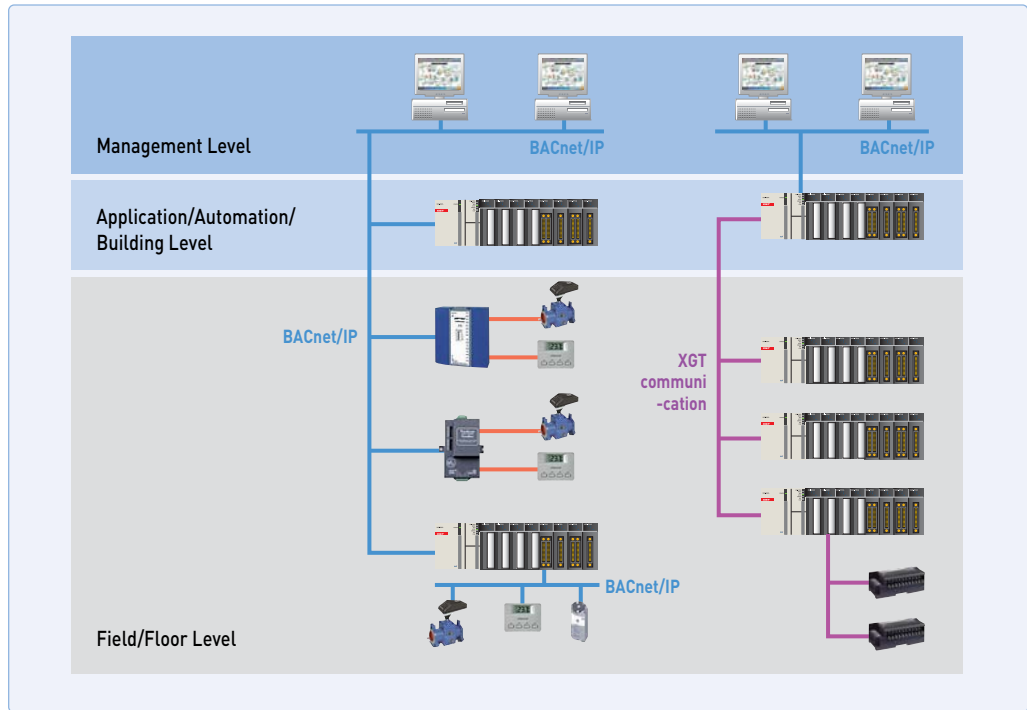 Management Level
BACnet/IP
BACnet/IP
Application/Automation/
Building Level
BACnet/IP
XGT
communi
-cation
BACnet/IP
Field/Floor Level